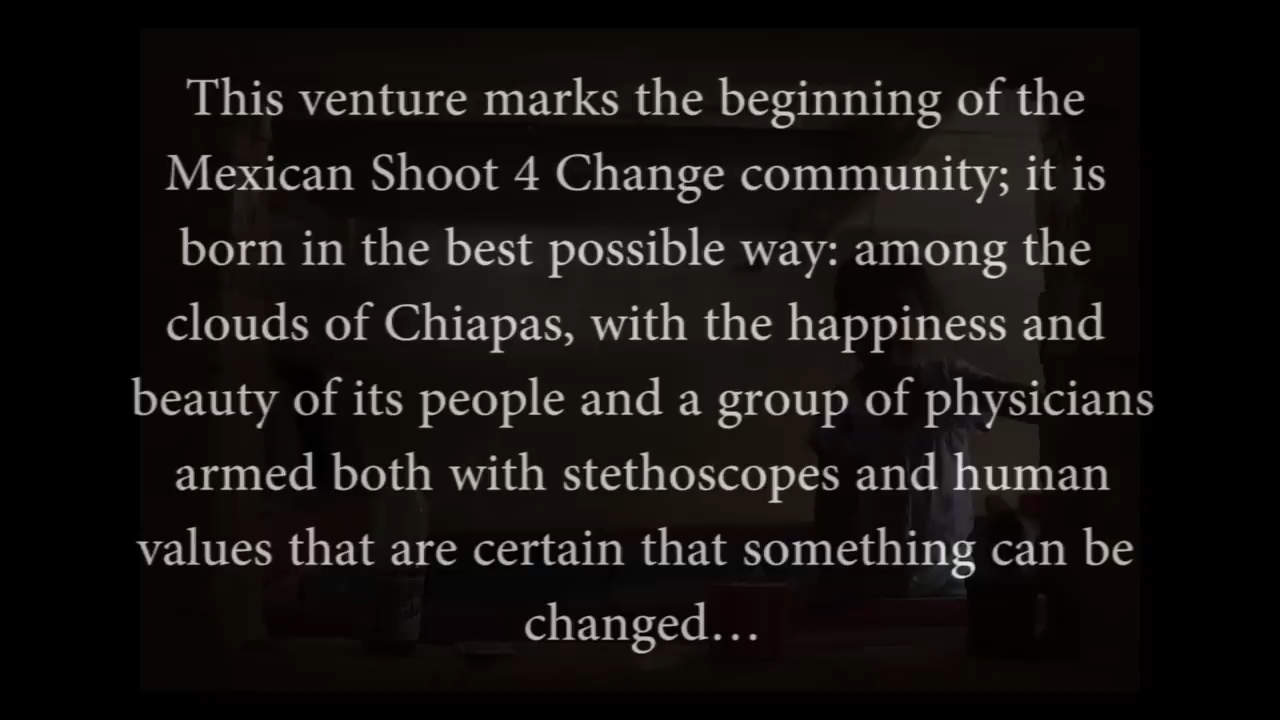 This venture marks the beginning of the
Mexican Shoot 4 Change community; it is
born in the best possible way: among the
clouds of Chiapas, with the happiness and
beauty of its people and a group of physicians
armed both with stethoscopes and human
values that are certain that something can be
changed…